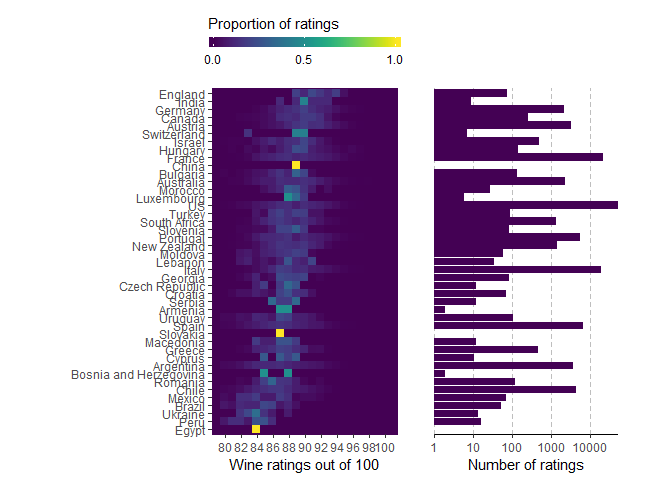 Proportion of ratings
0.0 0.5 1.0
England
India
Germany
Canada
Austria
Switzerland
Israel
Hungary
France
China
Bulgaria
Australia
Morocco
Luxembourg
US
Turkey
South Africa
Slovenia
Portugal
New Zealand
Moldova
Lebanon
Italy
Georgia
Czech Republic
Croatia
Serbia
Armenia
Uruguay
Spain
Slovakia
Macedonia
Greece
Cyprus
Argentina
Bosnia and Herzegovina
Romania
Chile
Mexico
Brazil
Ukraine
Peru
Egypt
80 82 84 86 88 90 92 94 96 98 100
Wine ratings out of 100
1 10 100 1000 10000
Number of ratings